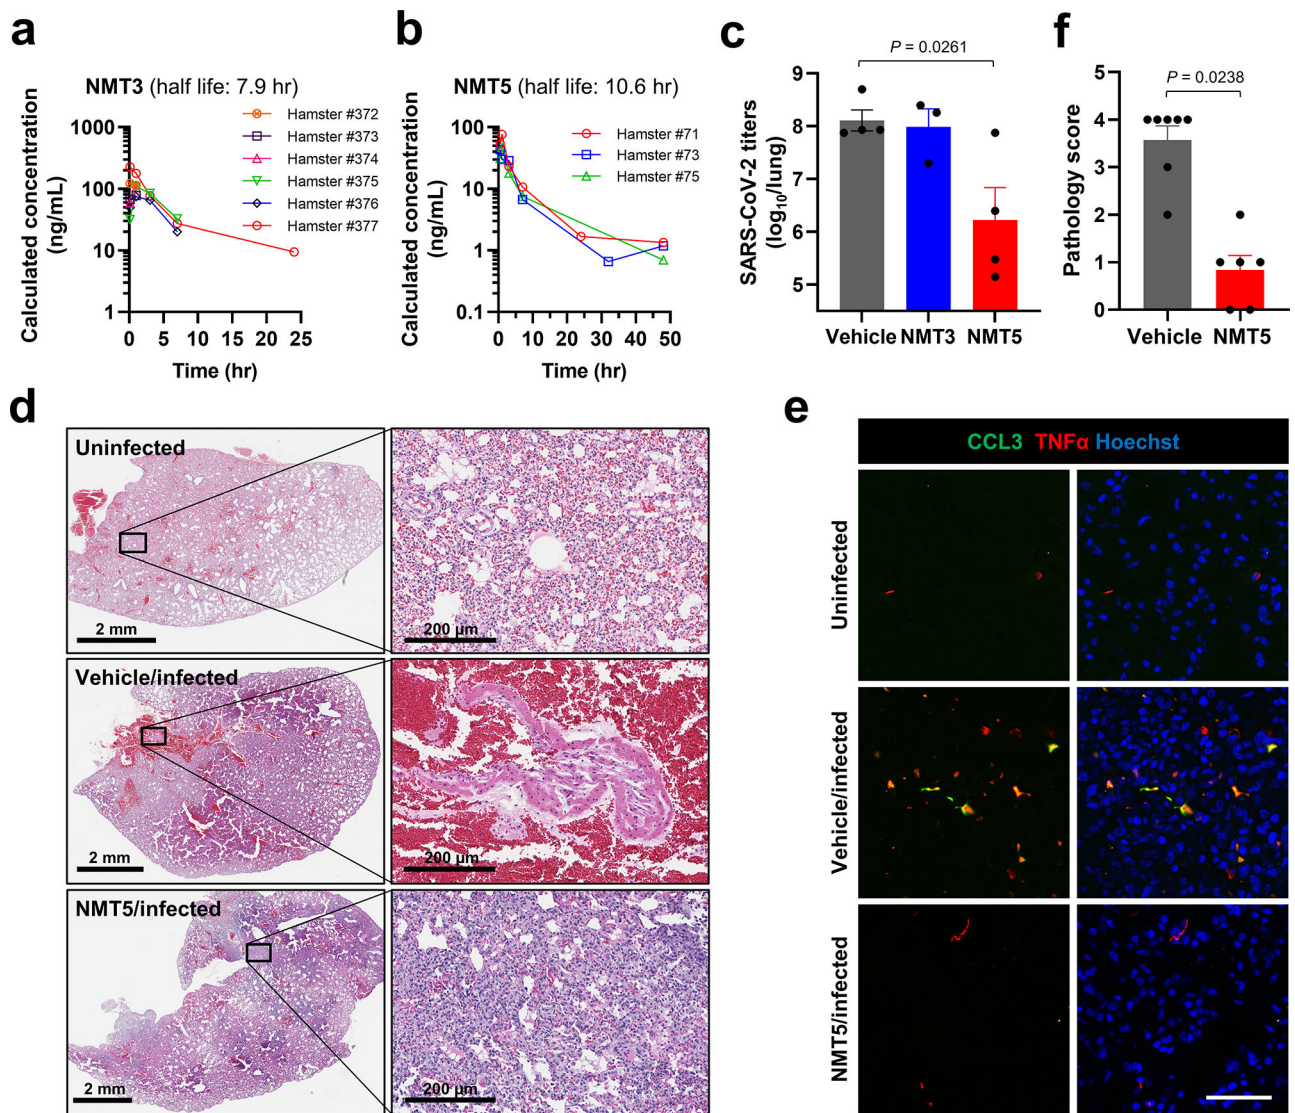 a
NMT3 (half life: 7.9 hr)
Calculated concentration
(ng/mL)
1000
100
10
1
0 5 10 15 20 25
Time (hr)
Hamster #372
Hamster #373
Hamster #374
Hamster #375
Hamster #376
Hamster #377
b
NMT5 (half life: 10.6 hr)
Calculated concentration
(ng/mL)
100
10
1
0.1
0 10 20 30 40 50
Time (hr)
Hamster #71
Hamster #73
Hamster #75
c
P = 0.0261
SARS-CoV-2 titers
(log10/lung)
9
8
7
6
5
Vehicle NMT3 NMT5
f
P = 0.0238
Pathology score
5
4
3
2
1
0
Vehicle NMT5
d
Uninfected
2 mm
200 µm
Vehicle/infected
2 mm
200 µm
NMT5/infected
2 mm
200 µm
e
CCL3 TNFα Hoechst
Uninfected
Vehicle/infected
NMT5/infected